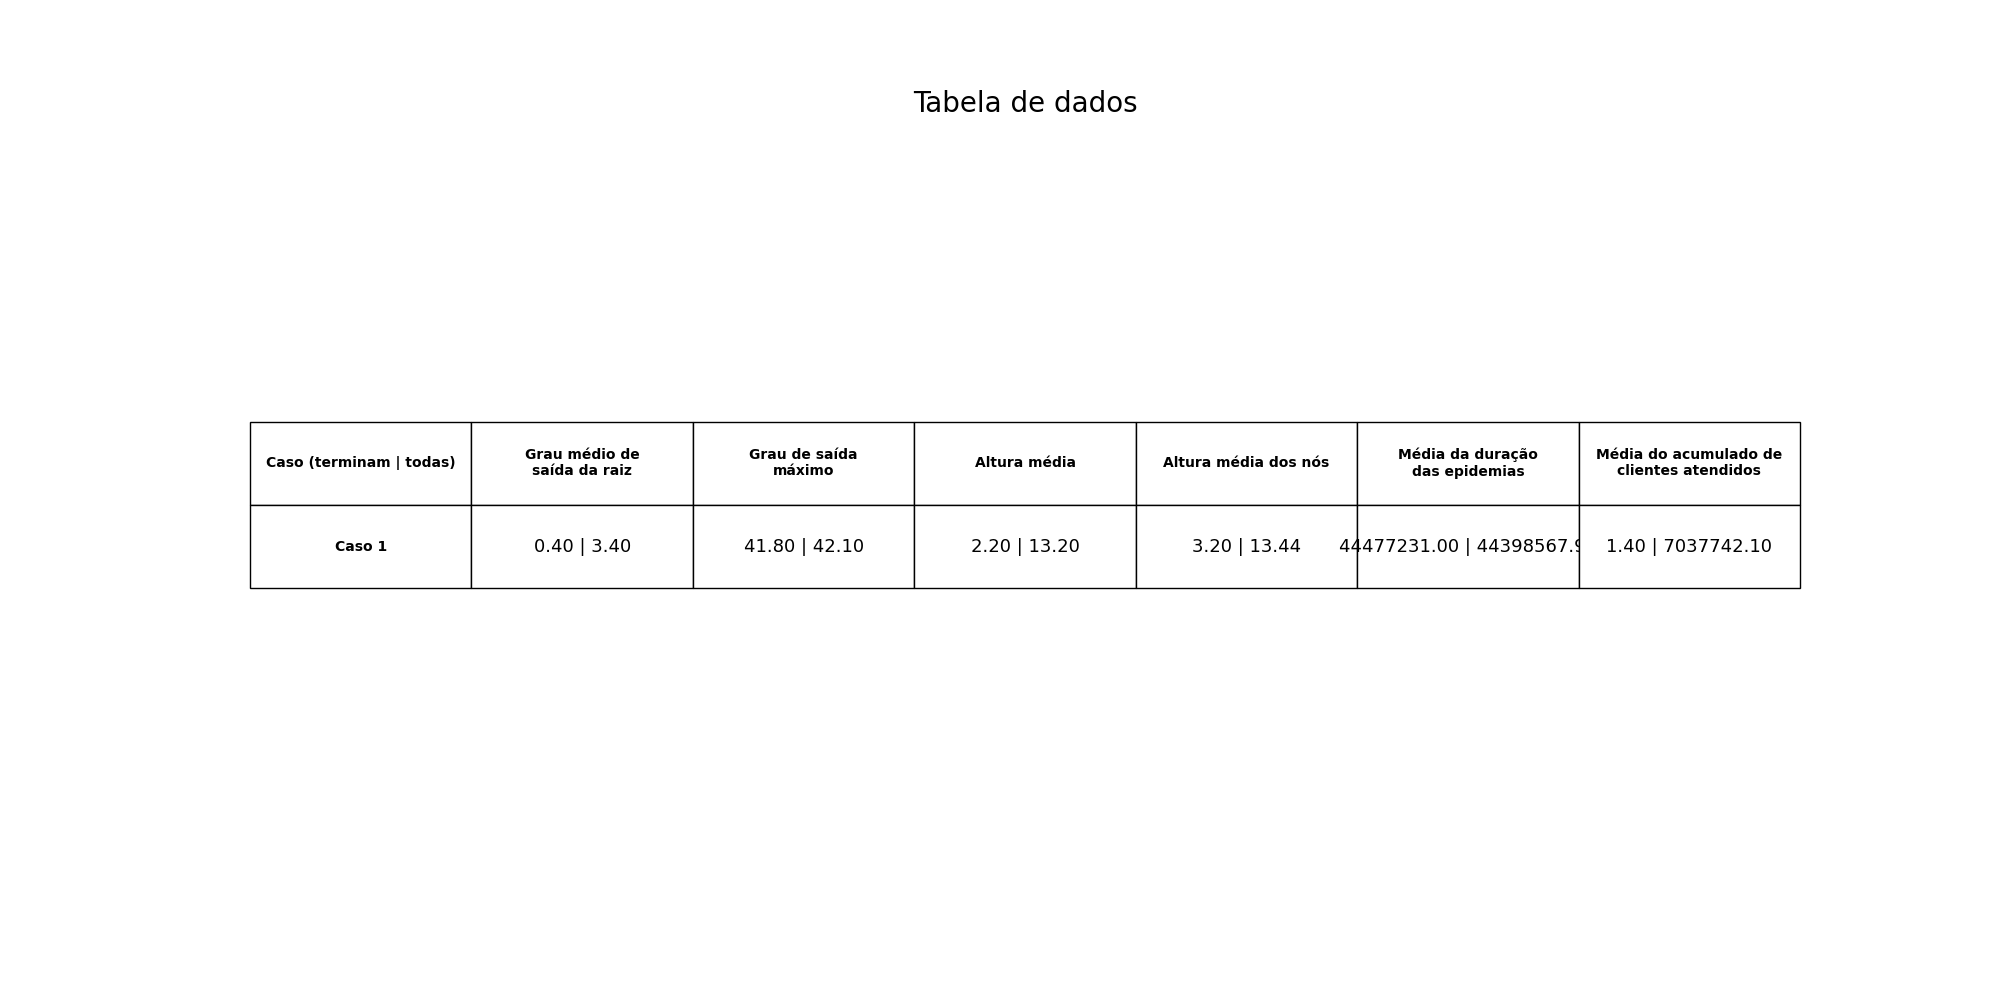 Tabela de dados
Caso (terminam | todas)
Grau médio de
saída da raiz
Grau de saída
máximo
Altura média
Altura média dos nós
Média da duração
das epidemias
Média do acumulado de
clientes atendidos
Caso 1
0.40 | 3.40
41.80 | 42.10
2.20 | 13.20
3.20 | 13.44
44477231.00 |
1.40 | 7037742.10